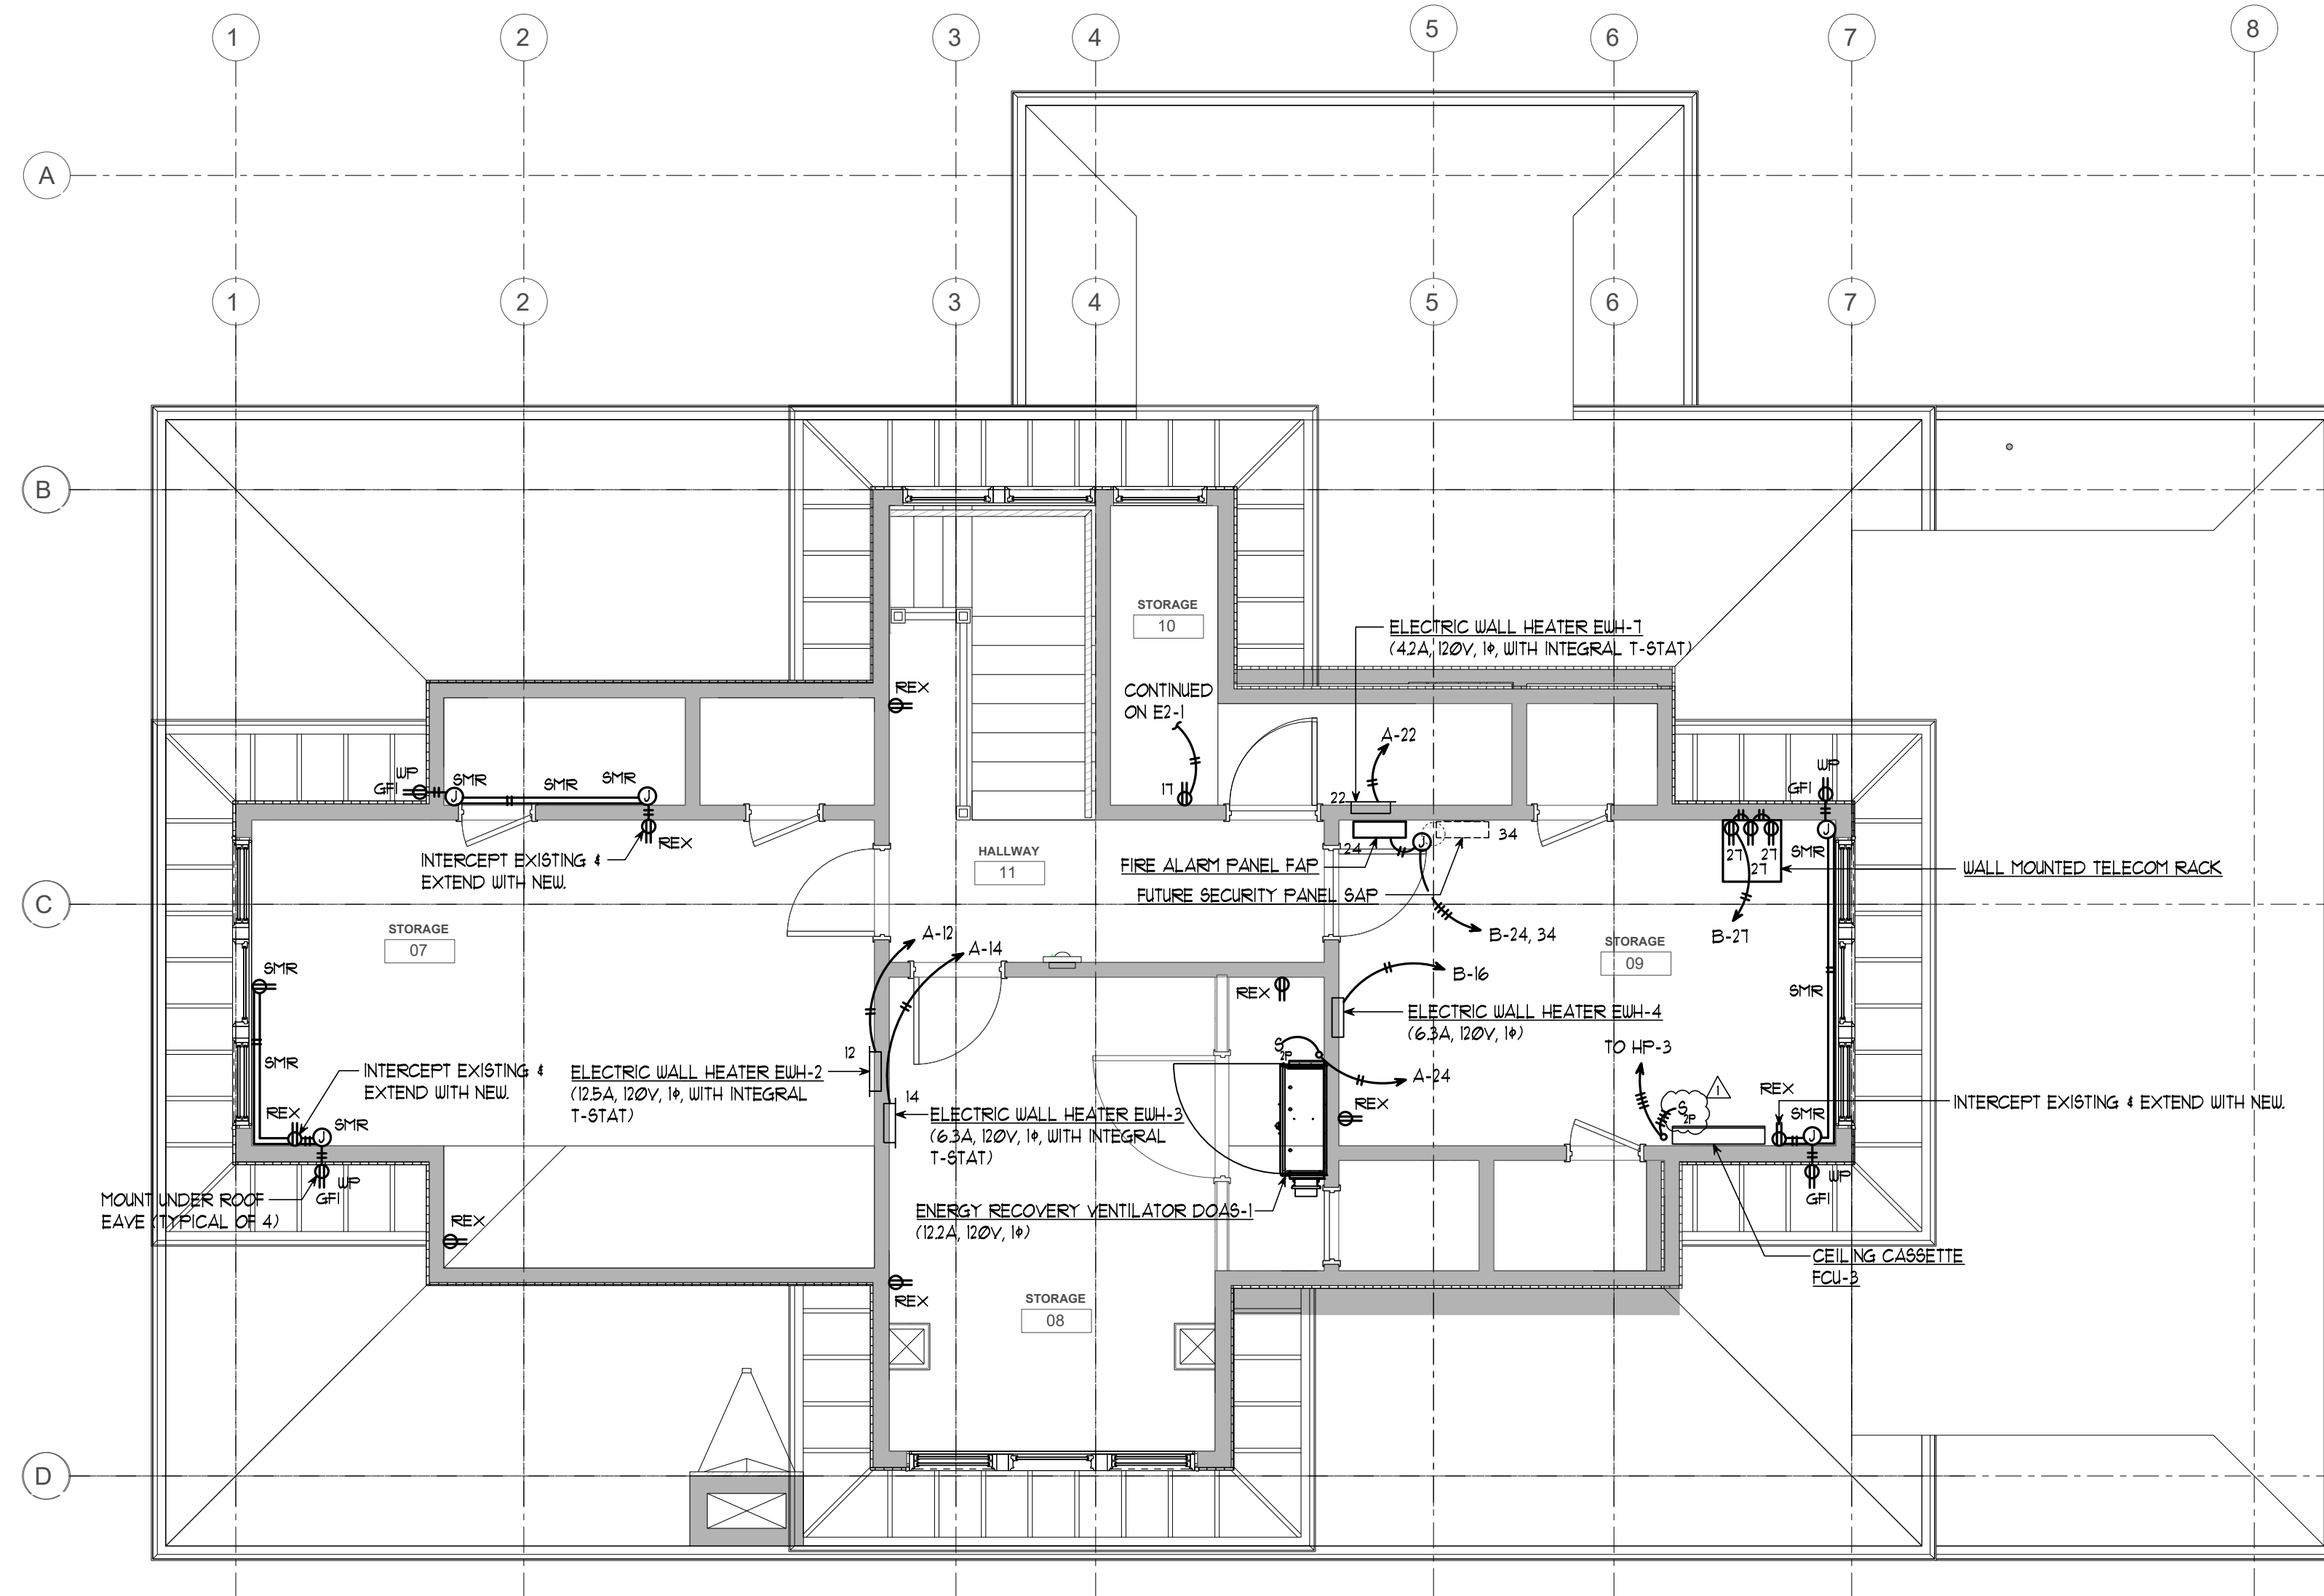 1
2
3
4
5
6
7
8
A
1
2
3
4
5
6
7
B
STORAGE
10
ELECTRIC WALL HEATER EWH-7
(4.2A, 120V, 1ϕ, WITH INTEGRAL T-STAT)
CONTINUED
ON E2-1
REX
17
A-22
22
WP
GFI
SMR
J
SMR
SMR
J
REX
INTERCEPT EXISTING &
EXTEND WITH NEW.
WP
GFI
J
SMR
27
27
27
WALL MOUNTED TELECOM RACK
B-27
HALLWAY
11
24
J
34
FIRE ALARM PANEL FAP
FUTURE SECURITY PANEL SAP
B-24, 34
C
STORAGE
07
A-12
A-14
STORAGE
09
SMR
SMR
REX
B-16
ELECTRIC WALL HEATER EWH-4
(6.3A, 120V, 1ϕ)
SMR
INTERCEPT EXISTING &
EXTEND WITH NEW.
REX
J
SMR
12
ELECTRIC WALL HEATER EWH-2
(12.5A, 120V, 1ϕ, WITH INTEGRAL
T-STAT)
14
ELECTRIC WALL HEATER EWH-3
(6.3A, 120V, 1ϕ, WITH INTEGRAL
T-STAT)
S
2P
A-24
REX
TO HP-3
1
S
2P
REX
SMR
J
INTERCEPT EXISTING & EXTEND WITH NEW.
WP
GFI
MOUNT UNDER ROOF
EAVE (TYPICAL OF 4)
WP
GFI
REX
ENERGY RECOVERY VENTILATOR DOAS-1
(12.2A, 120V, 1ϕ)
CEILING CASSETTE
FCU-3
REX
STORAGE
08
D